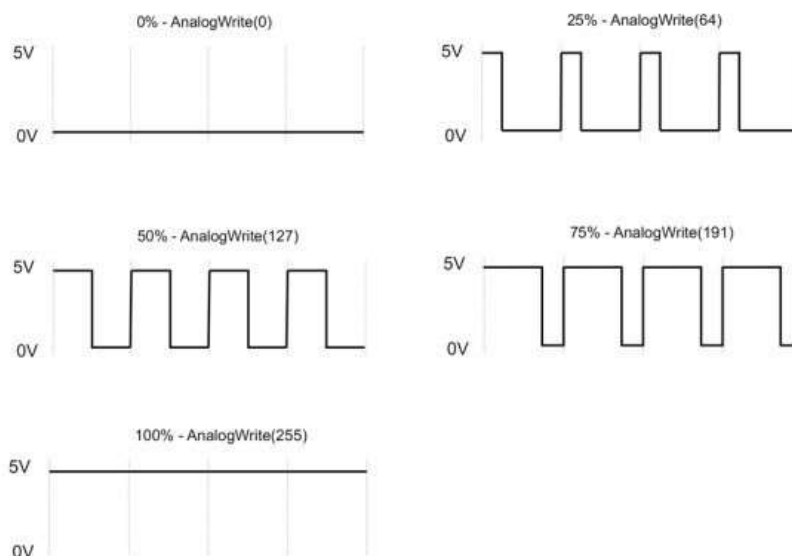 0% - AnalogWrite(0)
5V
0V
25% - AnalogWrite(64)
5V
0V
50% - AnalogWrite(127)
5V
0V
75% - AnalogWrite(191)
5V
0V
100% - AnalogWrite(255)
5V
0V